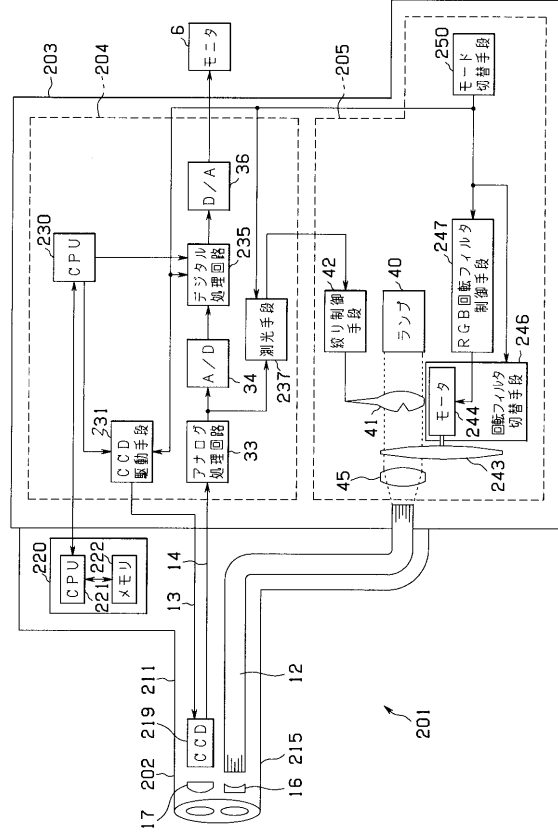 203
204
6
モニタ
205
250
モード
切替手段
D/A
36
230
CPU
235
デジタル
処理回路
42
絞り制御
手段
40
ランプ
247
RGB回転フィルタ
制御手段
246
回転フィルタ
切替手段
モータ
244
A/D
34
237
測光手段
41
231
CCD
駆動手段
アナログ
処理回路
33
45
243
220
CPU
221
222
メモリ
13
14
12
211
219
CCD
202
17
16
215
201